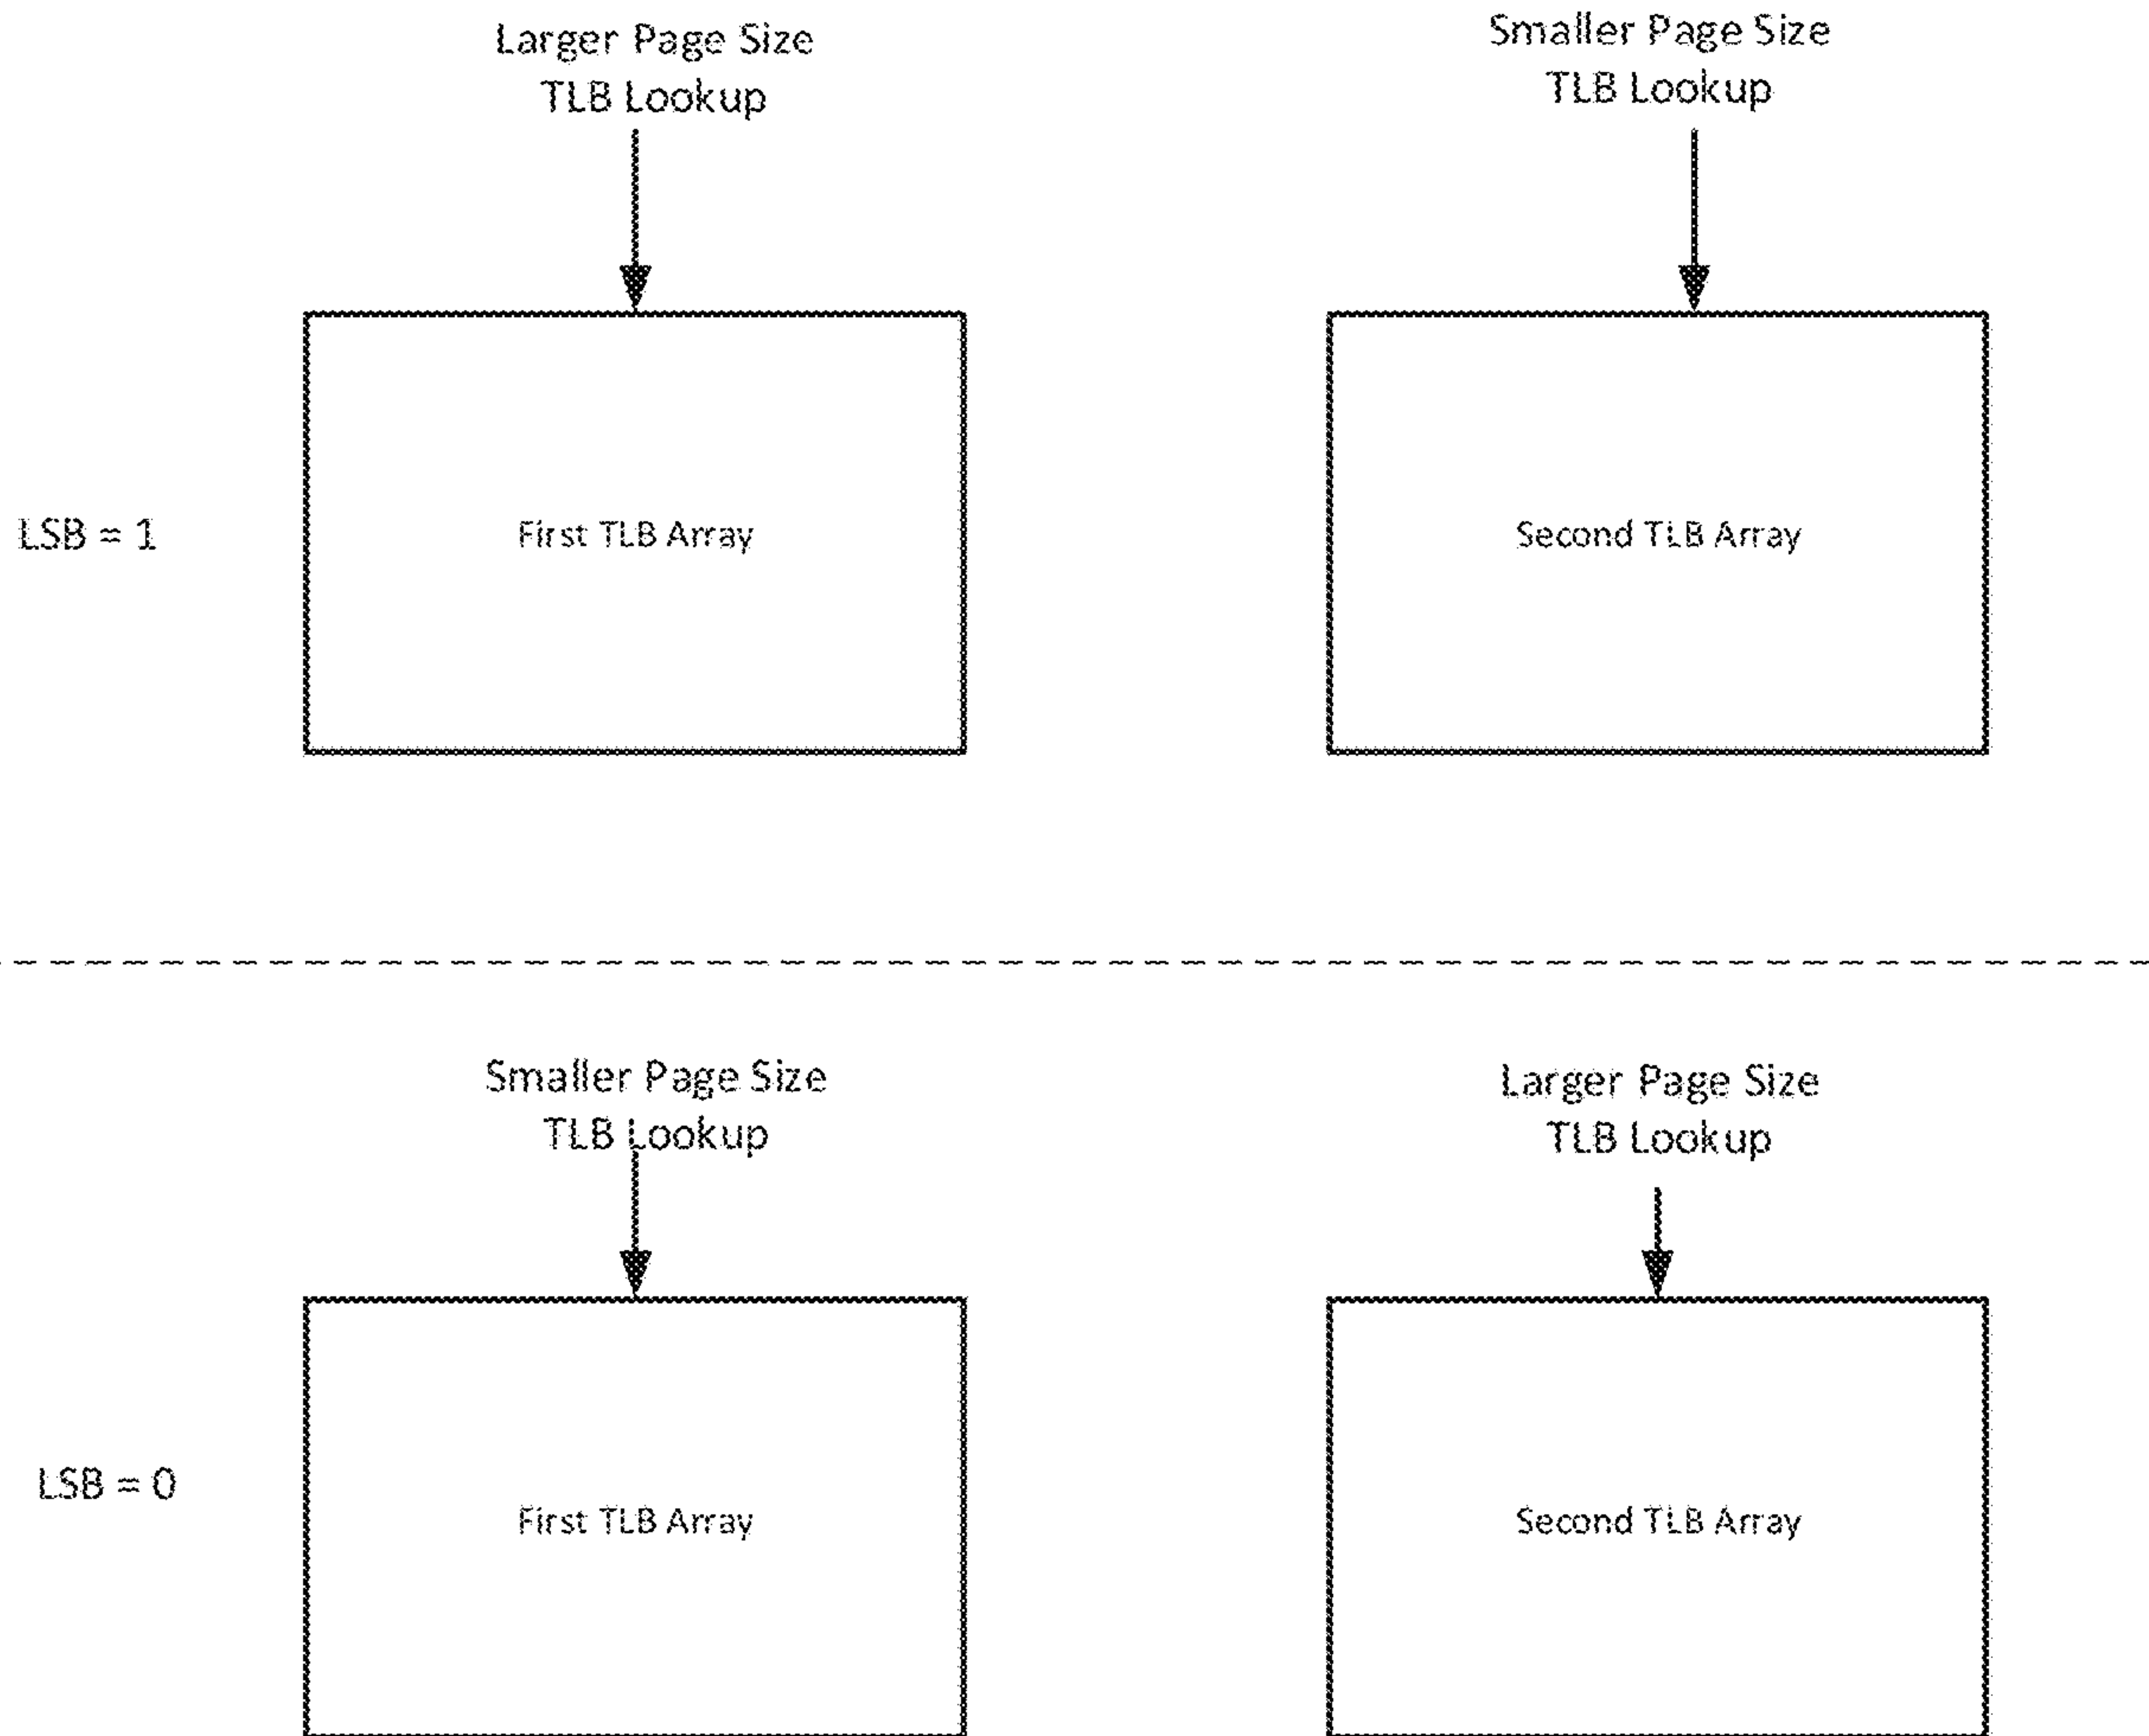 Larger Page Size
TLB Lookup
Smaller Page Size
TLB Lookup
LSB = 1
First TLB Array
Second TLB Array
Smaller Page Size
TLB Lookup
Larger Page Size
TLB Lookup
LSB = 0
First TLB Array
Second TLB Array